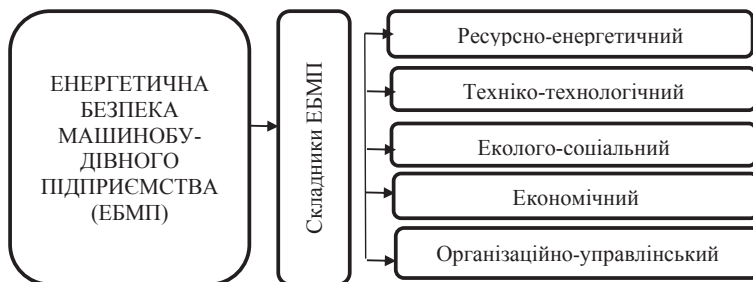 ЕНЕРГЕТИЧНА
БЕЗПЕКА
МАШИНОБУ-
ДІВНОГО
ПІДПРИЄМСТВА
(ЕБМП)
Складники ЕБМП
Ресурсно-енергетичний
Техніко-технологічний
Еколого-соціальний
Економічний
Організаційно-управлінський